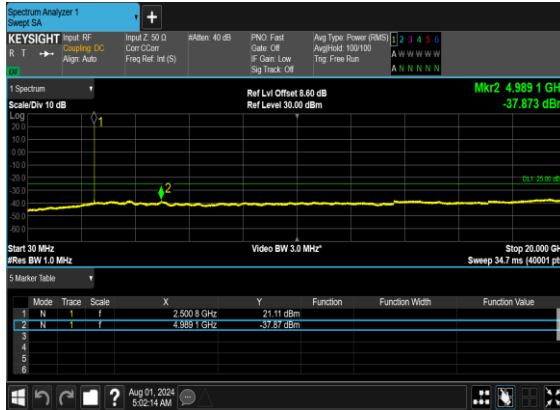 Spectrum Analyzer 1
Swept SA
+
KEYSIGHT Input: RF Input Z: 50 Ω #Atten: 40 dB PNO: Fast Avg Type: Power (RMS) 1 2 3 4 5 6
R T Coupling: DC Corr CCorr Gate: Off Avg|Hold: 100/100 A W W W W W
Align: Auto Freq Ref: Int (S) IF Gain: Low Trig: Free Run
Sig Track: Off A N N N N N
1 Spectrum Ref Lvl Offset 8.60 dB Mkr2 4.989 1 GH
Scale/Div 10 dB Ref Level 30.00 dBm -37.873 dBr
Log
20.0
10.0
0.00
-10.0
-20.0
-30.0
-40.0
-50.0
-60.0
1
2
DL1 -25.00 dB
Start 30 MHz Video BW 3.0 MHz* Stop 20.000 GH
#Res BW 1.0 MHz Sweep 34.7 ms (40001 pt
5 Marker Table
Mode Trace Scale X Y Function Function Width Function Value
1 N 1 f 2.500 8 GHz 21.11 dBm
2 N 1 f 4.989 1 GHz -37.87 dBm
3
4
5
6
? Aug 01, 2024
5:02:14 AM